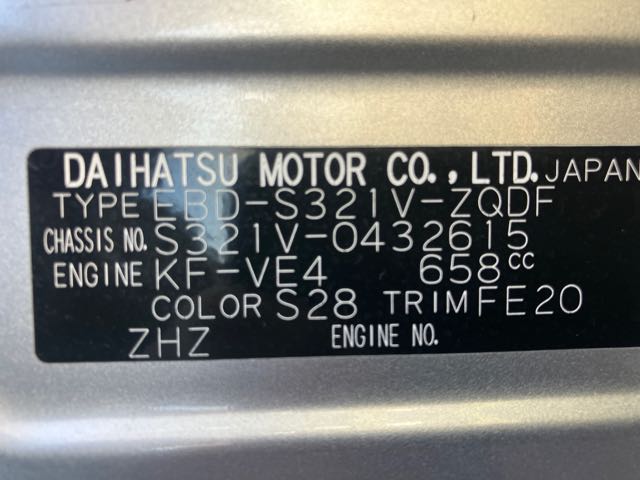 DAIHATSU MOTOR CO.,LTD. JAPAN
TYPE EBD-S321V-ZQDF
CHASSIS NO. S321V-0432615
ENGINE KF-VE4 658cc
COLOR S28 TRIM FE20
ZHZ ENGINE NO.